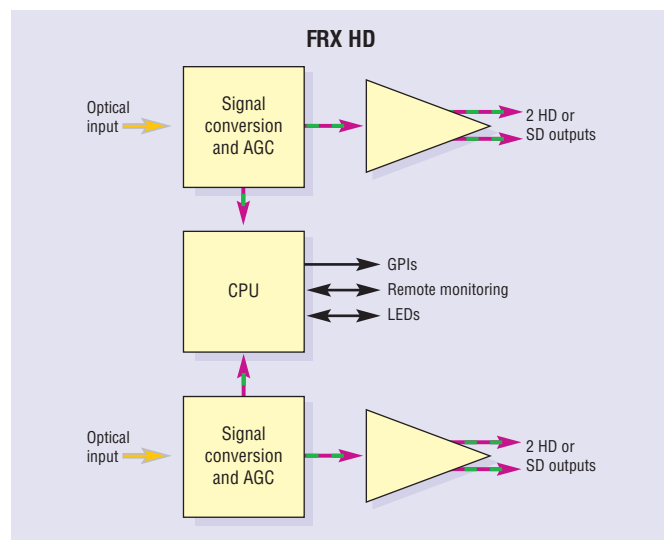 FRX HD
Optical
input
Signal
conversion
and AGC
2 HD or
SD outputs
CPU
GPIs
Remote monitoring
LEDs
Optical
input
Signal
conversion
and AGC
2 HD or
SD outputs